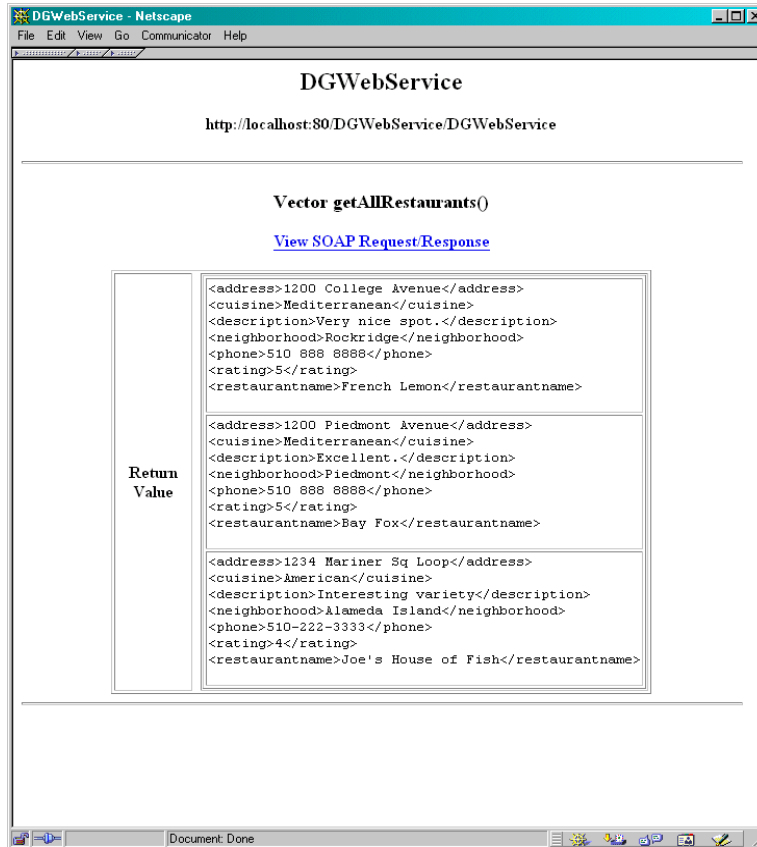 DGWebService - Netscape
File Edit View Go Communicator Help
DGWebService
http://localhost:80/DGWebService/DGWebService
Vector getAllRestaurants()
View SOAP Request/Response
Return
Value
<address>1200 College Avenue</address>
<cuisine>Mediterranean</cuisine>
<description>Very nice spot.</description>
<neighborhood>Rockridge</neighborhood>
<phone>510 888 8888</phone>
<rating>5</rating>
<restaurantname>French Lemon</restaurantname>
<address>1200 Piedmont Avenue</address>
<cuisine>Mediterranean</cuisine>
<description>Excellent.</description>
<neighborhood>Piedmont</neighborhood>
<phone>510 888 8888</phone>
<rating>5</rating>
<restaurantname>Bay Fox</restaurantname>
<address>1234 Mariner Sq Loop</address>
<cuisine>American</cuisine>
<description>Interesting variety</description>
<neighborhood>Alameda Island</neighborhood>
<phone>510-222-3333</phone>
<rating>4</rating>
<restaurantname>Joe's House of Fish</restaurantname>
Document: Done